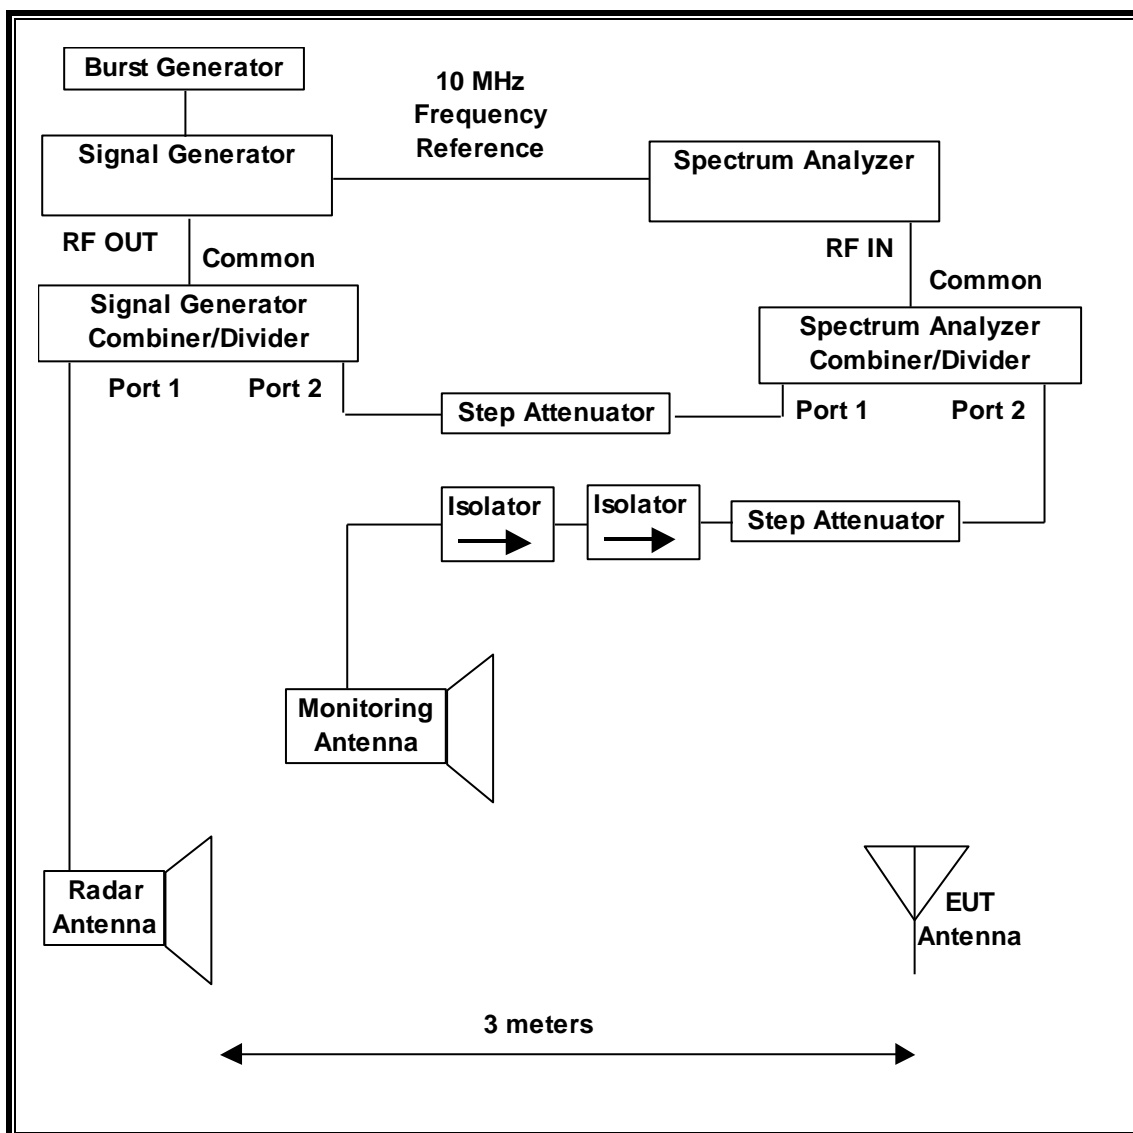 Burst Generator
10 MHz
Frequency
Reference
Signal Generator
Spectrum Analyzer
RF OUT
Common
RF IN
Common
Signal Generator
Combiner/Divider
Spectrum Analyzer
Combiner/Divider
Port 1
Port 2
Step Attenuator
Port 1
Port 2
Isolator
Isolator
Step Attenuator
Monitoring
Antenna
Radar
Antenna
EUT
Antenna
3 meters